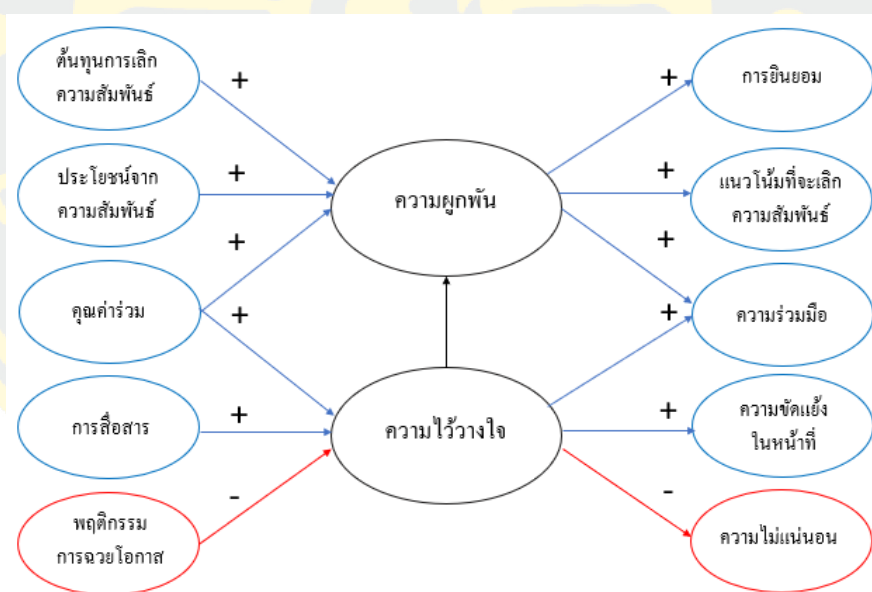 ต้นทุนการเลิก
ความสัมพันธ์
+
+
การยินยอม
ประโยชน์จาก
ความสัมพันธ์
+
ความผูกพัน
+
แนวโน้มที่จะเลิก
ความสัมพันธ์
+
+
คุณค่าร่วม
+
+
ความร่วมมือ
การสื่อสาร
+
ความไว้วางใจ
+
ความขัดแย้ง
ในหน้าที่
-
-
พฤติกรรม
การฉวยโอกาส
ความไม่แน่นอน